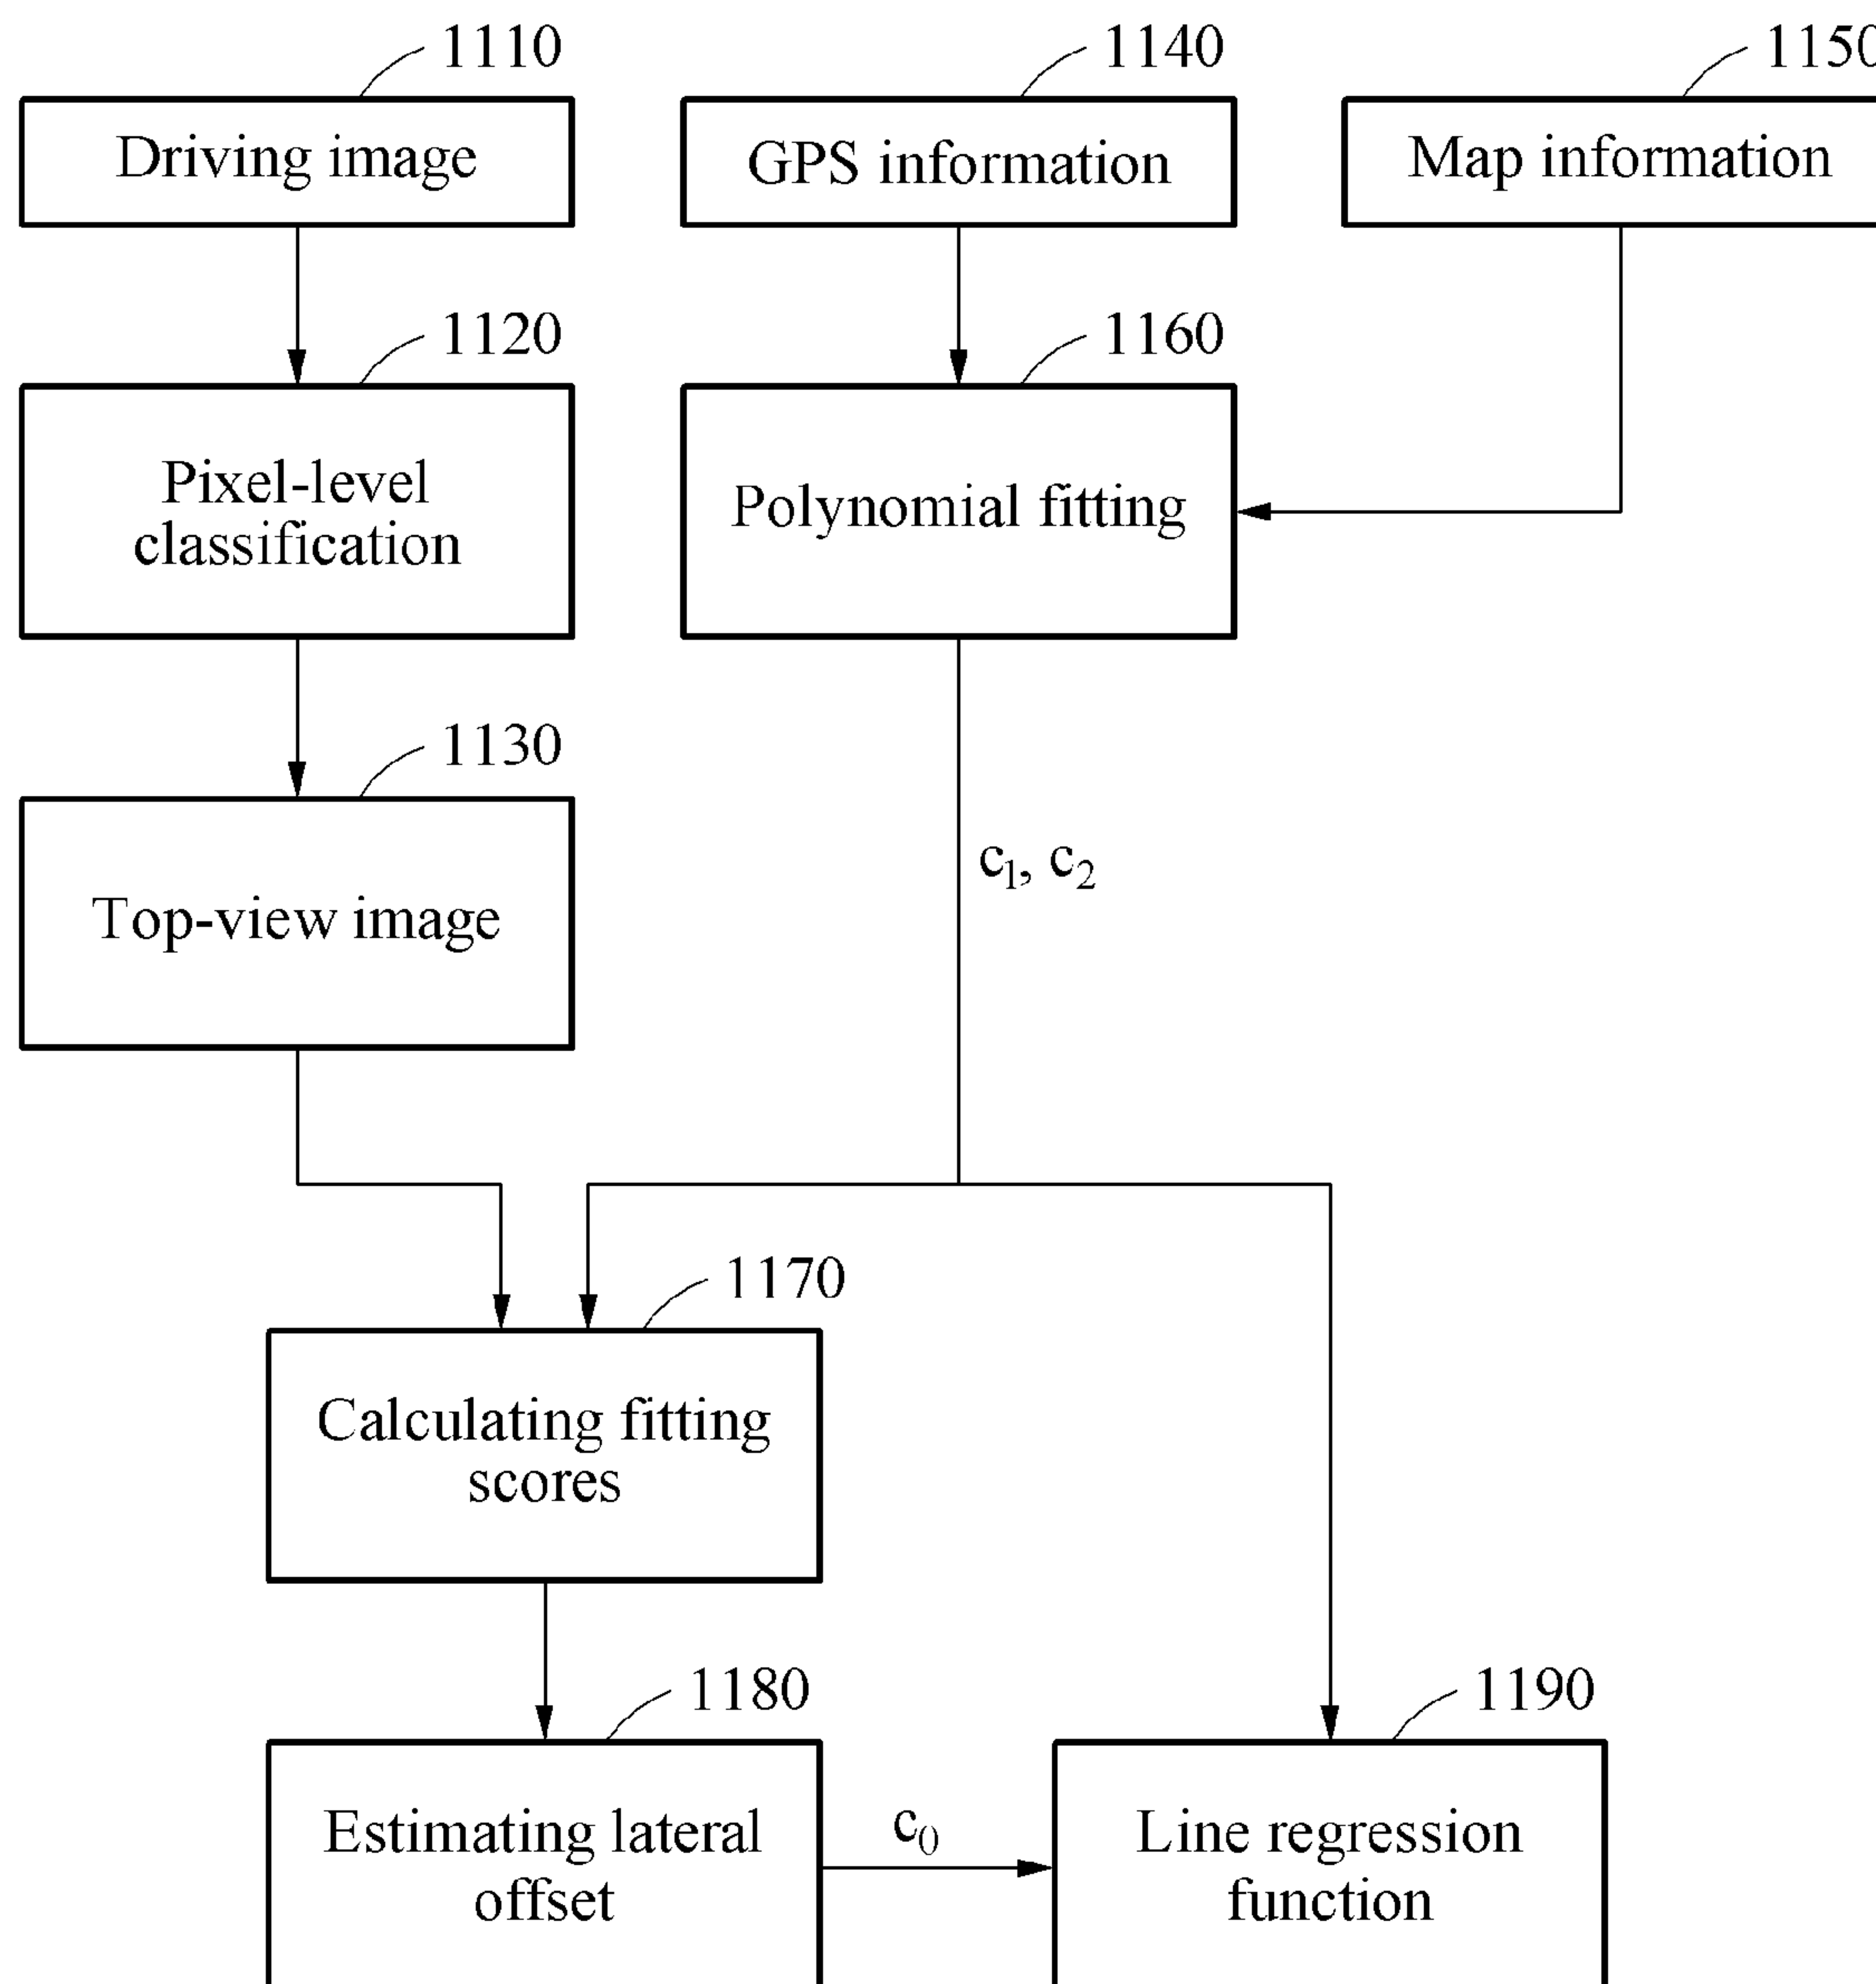 1110
1140
1150
Driving image
GPS information
Map information
1120
1160
Pixel-level
classification
Polynomial fitting
1130
Top-view image
c₁, c₂
1170
Calculating fitting
scores
1180
1190
Estimating lateral
offset
c₀
Line regression
function